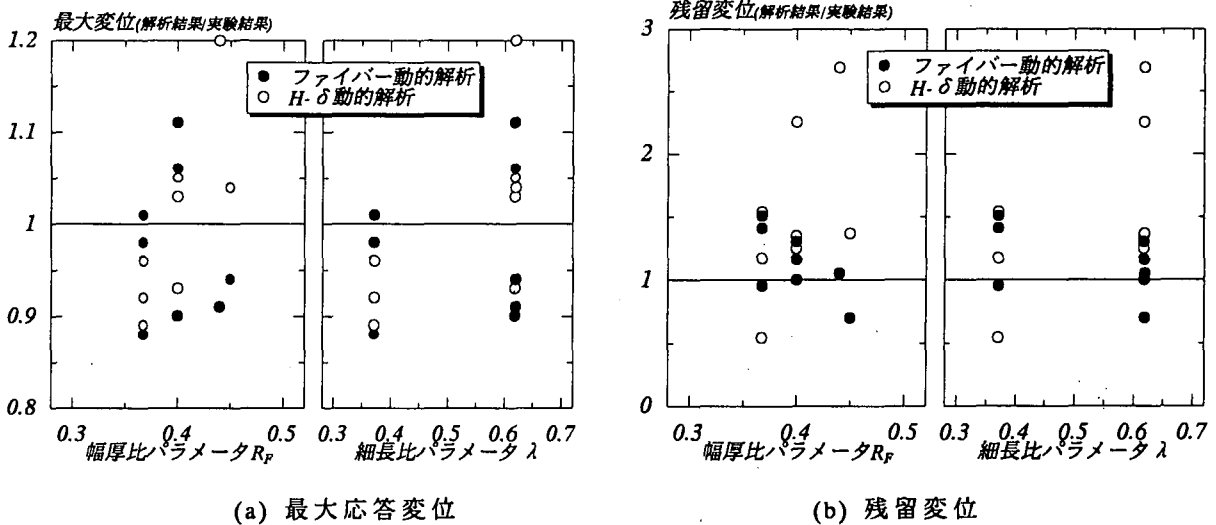 最大変位(解析結果/実験結果)
1.2
1.1
1
0.9
0.8
● ファイバー動的解析
○ H-δ動的解析
0.3 0.4 0.5
幅厚比パラメータRF
0.3 0.4 0.5 0.6 0.7
細長比パラメータ λ
(a) 最大応答変位
残留変位(解析結果/実験結果)
3
2
1
0
● ファイバー動的解析
○ H-δ動的解析
0.3 0.4 0.5
幅厚比パラメータRF
0.3 0.4 0.5 0.6 0.7
細長比パラメータ λ
(b) 残留変位